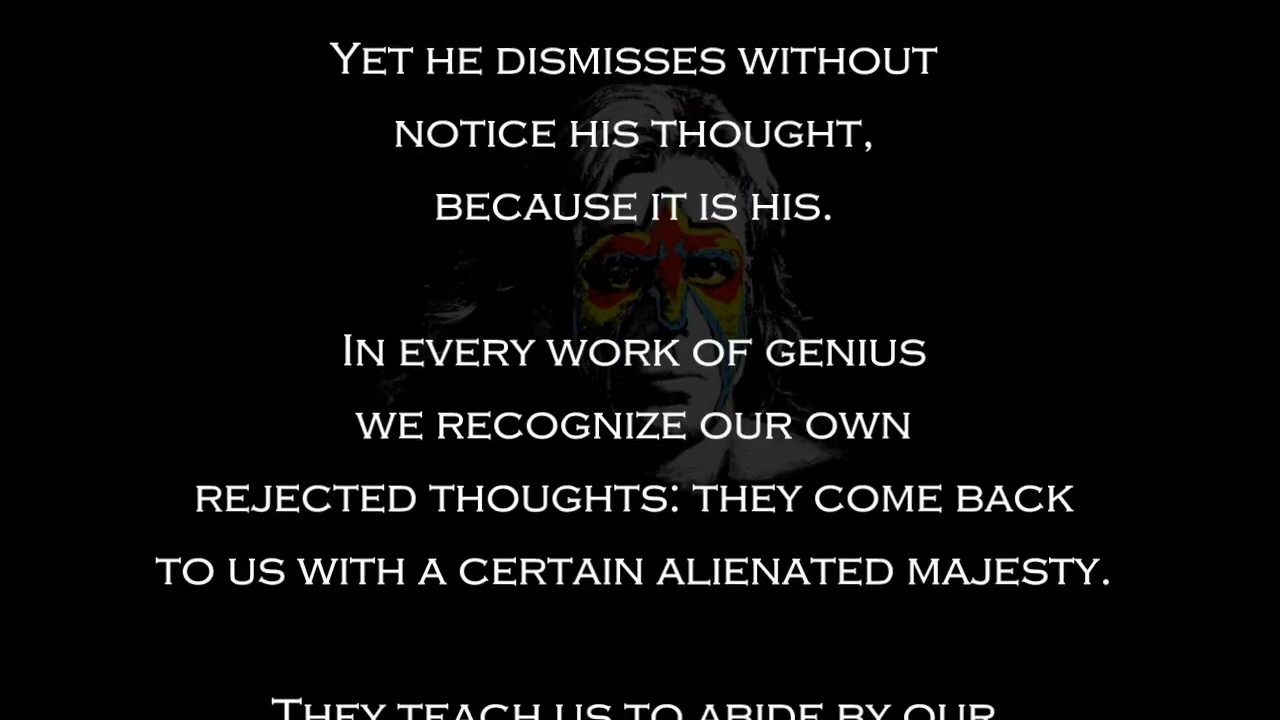 Yet he dismisses without
notice his thought,
because it is his.
In every work of genius
we recognize our own
rejected thoughts: they come back
to us with a certain alienated majesty.
They teach us to abide by our